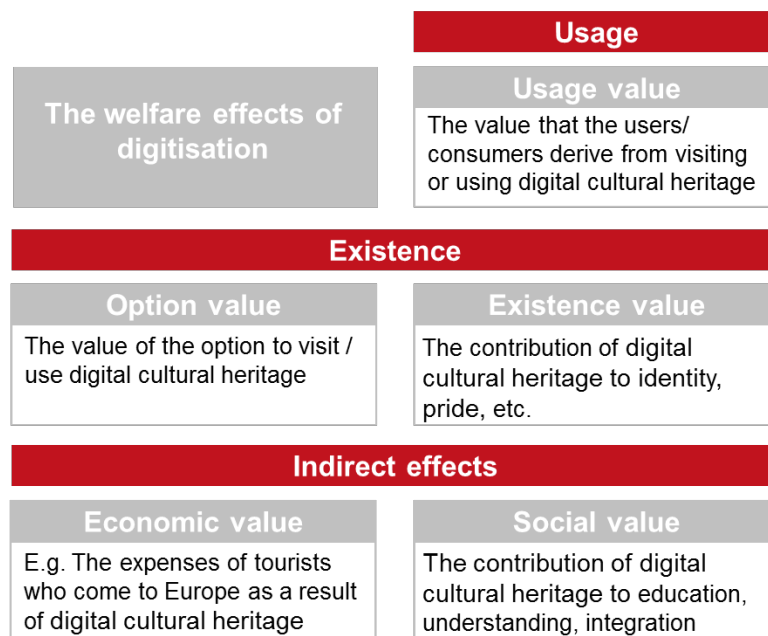 Usage
The welfare effects of
digitisation
Usage value
The value that the users/
consumers derive from visiting
or using digital cultural heritage
Existence
Option value
The value of the option to visit /
use digital cultural heritage
Existence value
The contribution of digital
cultural heritage to identity,
pride, etc.
Indirect effects
Economic value
E.g. The expenses of tourists
who come to Europe as a result
of digital cultural heritage
Social value
The contribution of digital
cultural heritage to education,
understanding, integration